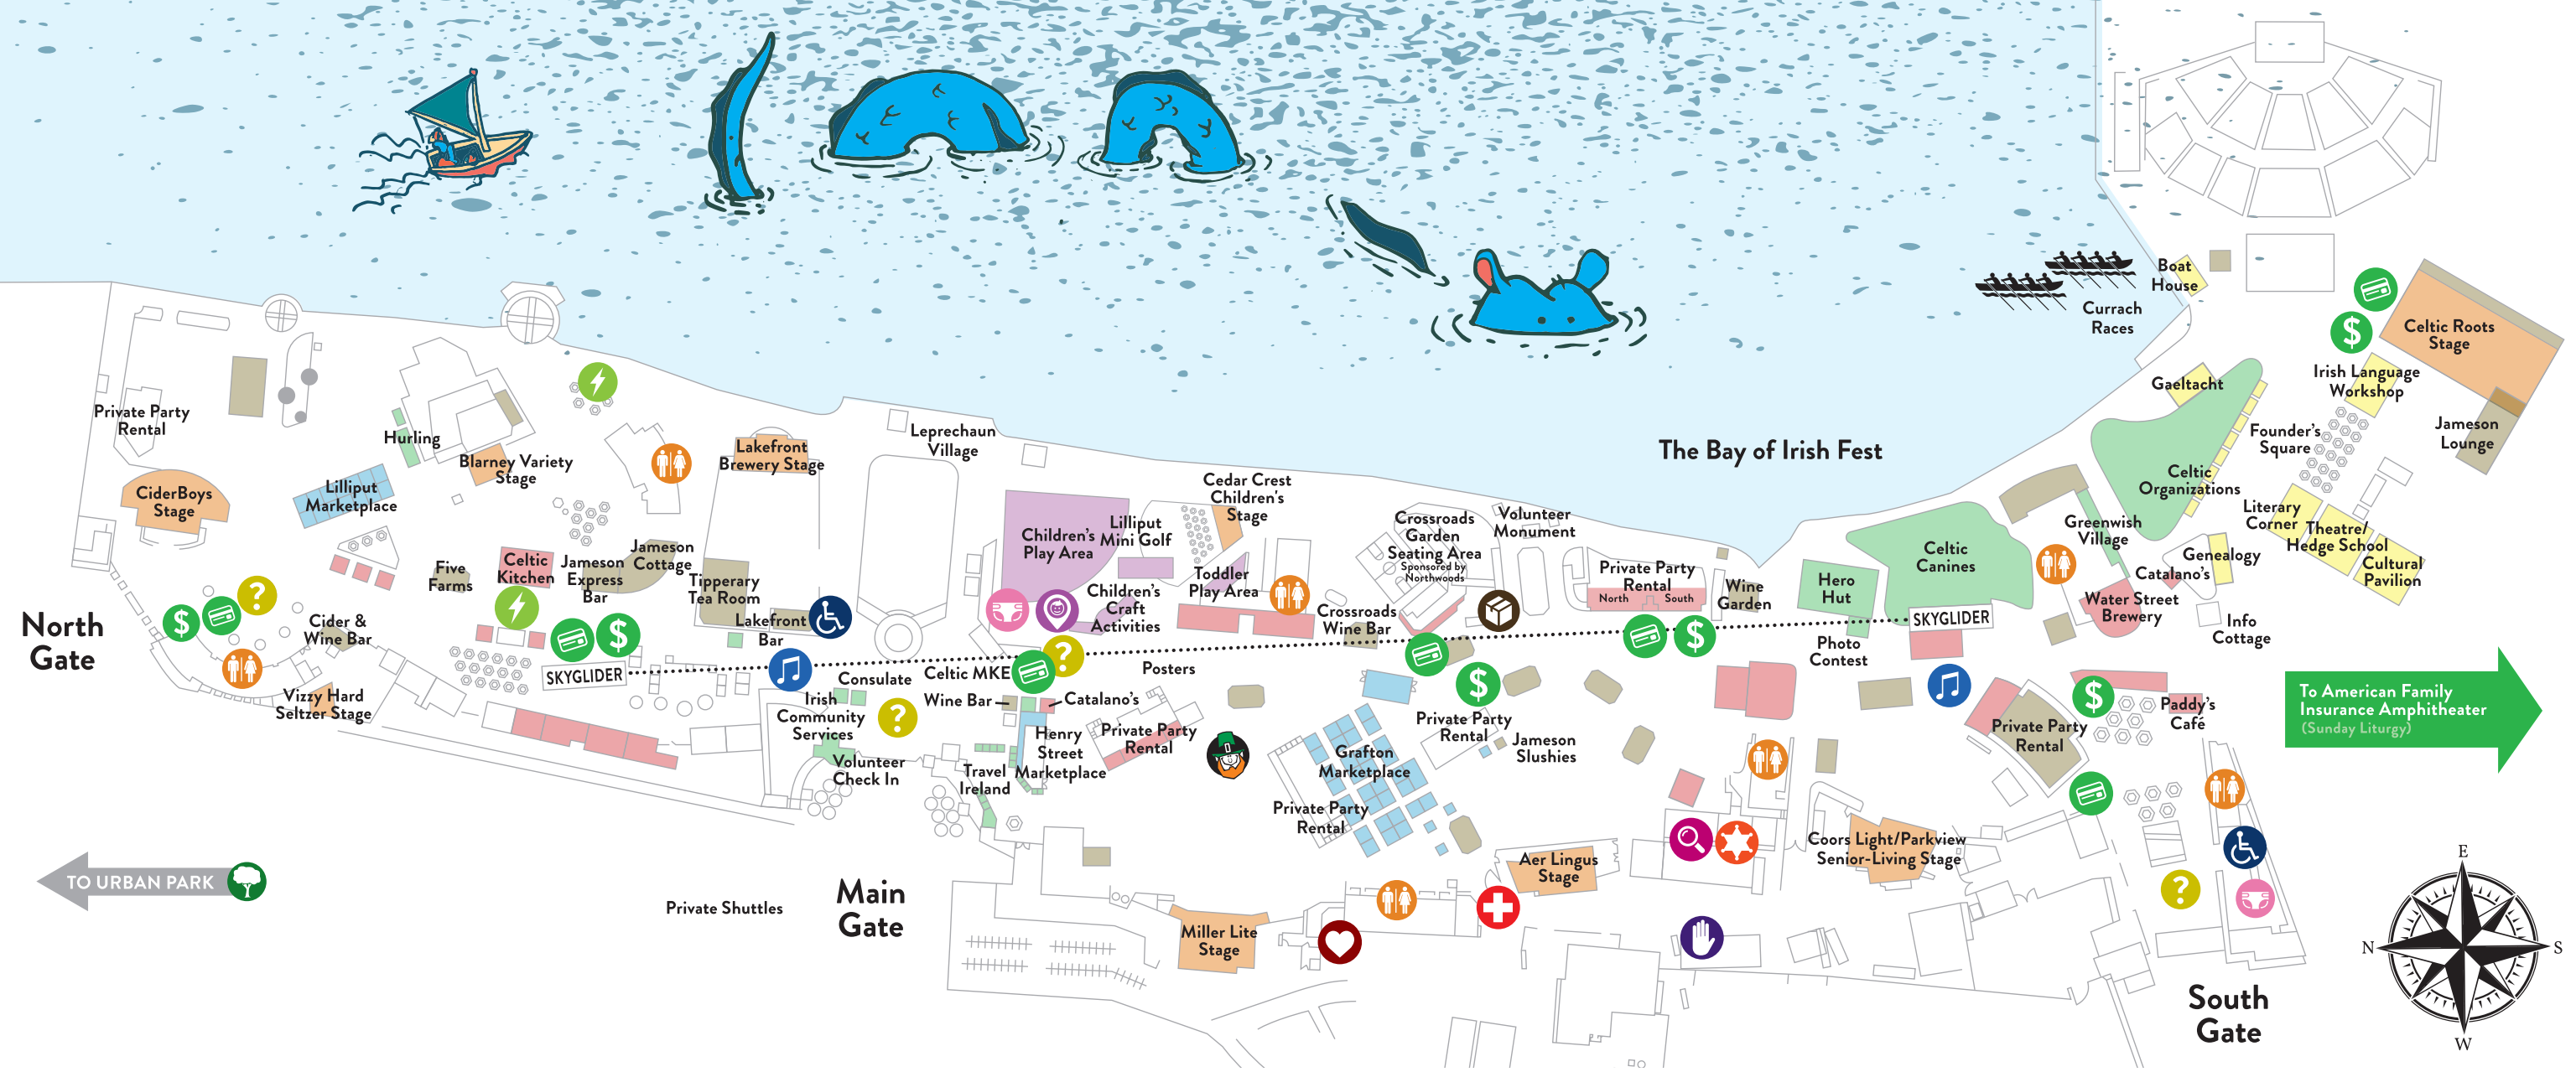 Boat
House
Currach
Races
Celtic Roots
Stage
Irish Language
Workshop
Gaeltacht
Founder's
Square
Jameson
Lounge
Celtic
Organizations
Literary
Corner
Theatre/
Hedge School
Cultural
Pavilion
Greenwish
Village
Genealogy
Catalano's
Water Street
Brewery
Info
Cottage
The Bay of Irish Fest
Private Party
Rental
Hurling
Blarney Variety
Stage
CiderBoys
Stage
Lilliput
Marketplace
Lakefront
Brewery Stage
Leprechaun
Village
Cedar Crest
Children's
Stage
Children's
Play Area
Lilliput
Mini Golf
Toddler
Play Area
Children's
Craft
Activities
Crossroads
Garden
Seating Area
Sponsored by
Northwoods
Volunteer
Monument
Crossroads
Wine Bar
Private Party
Rental
North
South
Wine
Garden
Hero
Hut
Photo
Contest
Celtic
Canines
SKYGLIDER
Five
Farms
Celtic
Kitchen
Jameson
Express
Bar
Jameson
Cottage
Tipperary
Tea Room
Lakefront
Bar
North
Gate
$
?
Cider &
Wine Bar
Vizzy Hard
Seltzer Stage
$
SKYGLIDER
Consulate
Irish
Community
Services
?
Volunteer
Check In
Celtic MKE
?
Wine Bar
Catalano's
Posters
Henry
Street
Marketplace
Travel
Ireland
Private Party
Rental
Grafton
Marketplace
Private Party
Rental
$
Private Party
Rental
Jameson
Slushies
$
Private Party
Rental
$
Paddy's
Café
$
To American Family
Insurance Amphitheater
(Sunday Liturgy)
Aer Lingus
Stage
Coors Light/Parkview
Senior-Living Stage
Miller Lite
Stage
TO URBAN PARK
Private Shuttles
Main
Gate
?
South
Gate
E
N
S
W